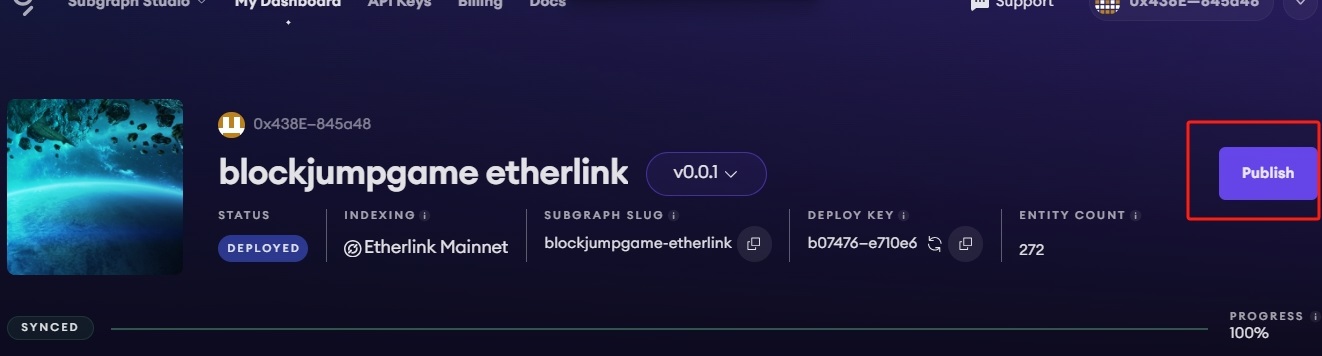 Subgraph Studio My Dashboard API Keys Billing Docs Support 0x438E–845a48
0x438E–845a48
blockjumpgame etherlink v0.0.1
Publish
STATUS INDEXING SUBGRAPH SLUG DEPLOY KEY ENTITY COUNT
DEPLOYED Etherlink Mainnet blockjumpgame-etherlink b07476–e710e6 272
SYNCED PROGRESS
100%